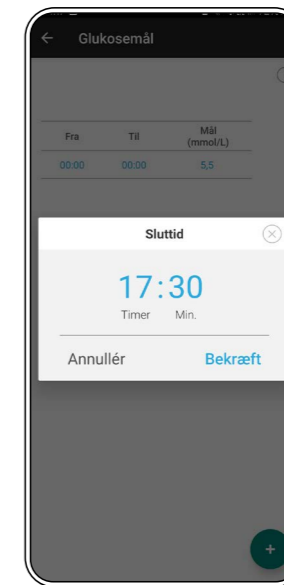 Glukosemål
Fra Til Mål
(mmol/L)
00:00 00:00 5,5
Sluttid
17:30
Timer Min.
Annullér Bekræft